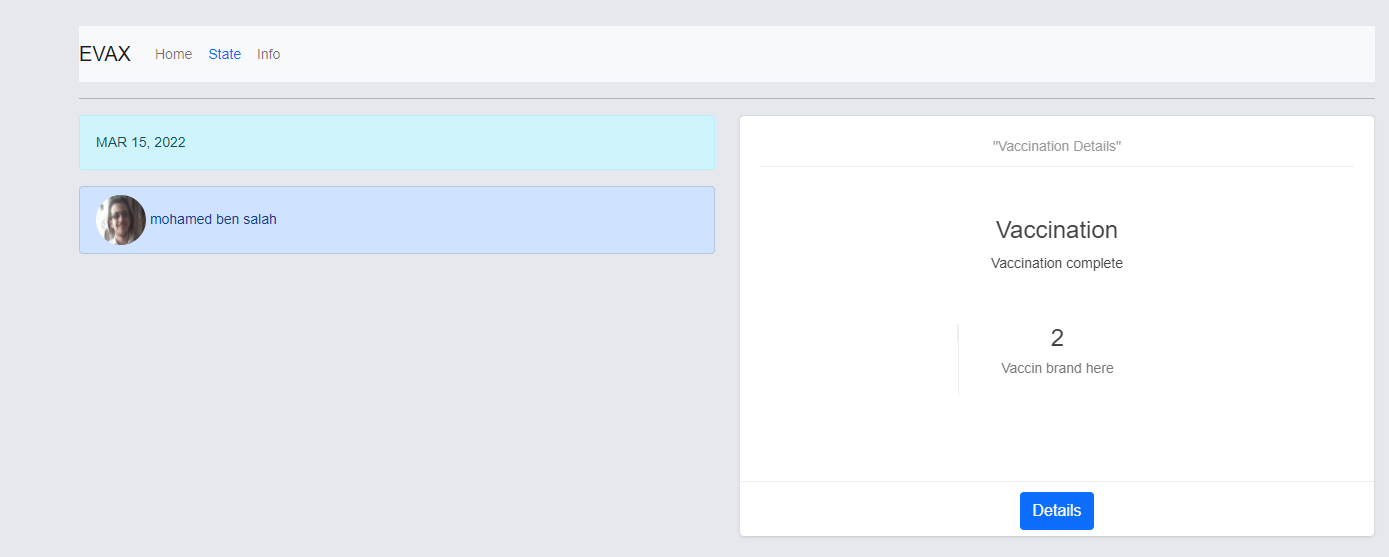 EVAX Home State Info
MAR 15, 2022
mohamed ben salah
"Vaccination Details"
Vaccination
Vaccination complete
2
Vaccin brand here
Details